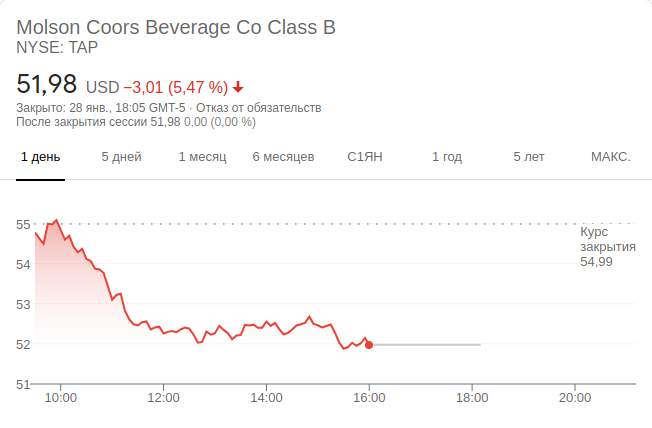 Molson Coors Beverage Co Class B
NYSE: TAP
51,98 USD −3,01 (5,47 %)
Закрыто: 28 янв., 18:05 GMT-5 · Отказ от обязательств
После закрытия сессии 51,98 0,00 (0,00 %)
1 день 5 дней 1 месяц 6 месяцев С1ЯН 1 год 5 лет МАКС.
55
Курс
закрытия
54,99
54
53
52
51
10:00 12:00 14:00 16:00 18:00 20:00